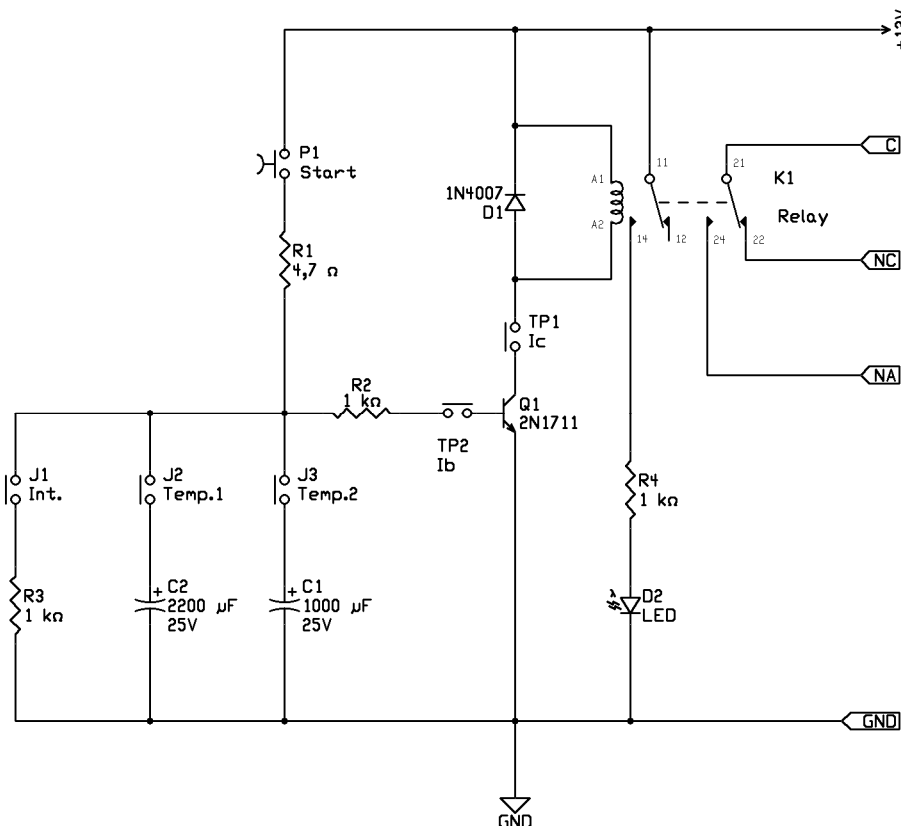 +12V
P1
Start
R1
4,7 Ω
1N4007
D1
A1
A2
11
12
14
21
22
24
K1
Relay
C
NC
NA
TP1
Ic
R2
1 kΩ
TP2
Ib
Q1
2N1711
J1
Int.
J2
Temp.1
J3
Temp.2
R3
1 kΩ
+
C2
2200 µF
25V
+
C1
1000 µF
25V
R4
1 kΩ
λ
D2
LED
GND
GND